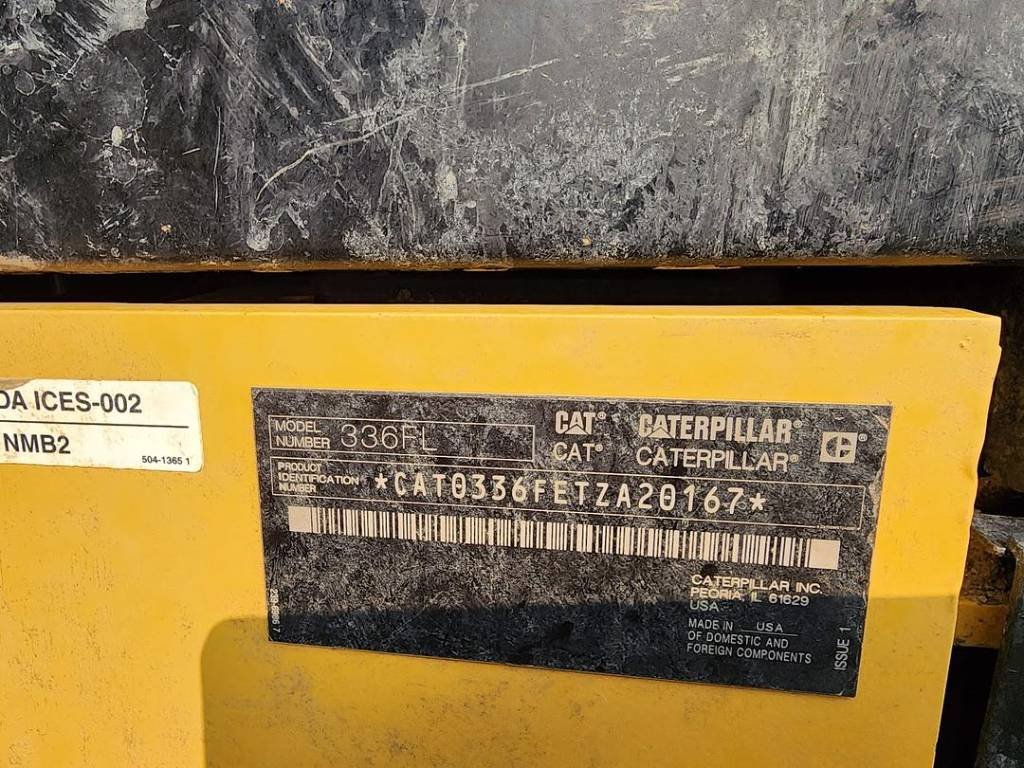 DA ICES-002
NMB2
504-1365 1
MODEL NUMBER 336FL
CAT® CATERPILLAR®
CAT® CATERPILLAR®
PRODUCT IDENTIFICATION NUMBER *CAT0336FETZA20167*
CATERPILLAR INC.
PEORIA, IL 61629
USA
MADE IN USA
OF DOMESTIC AND
FOREIGN COMPONENTS
ISSUE 1